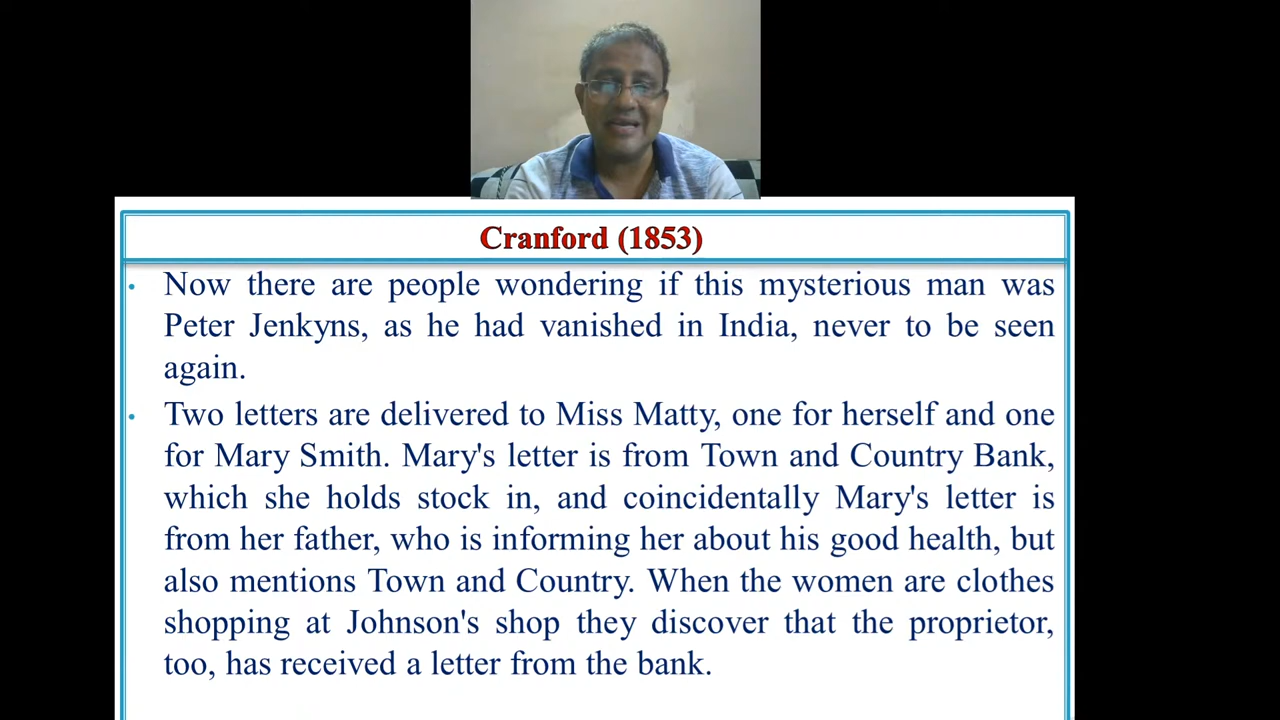 Cranford (1853)
• Now there are people wondering if this mysterious man was
Peter Jenkyns, as he had vanished in India, never to be seen
again.
• Two letters are delivered to Miss Matty, one for herself and one
for Mary Smith. Mary's letter is from Town and Country Bank,
which she holds stock in, and coincidentally Mary's letter is
from her father, who is informing her about his good health, but
also mentions Town and Country. When the women are clothes
shopping at Johnson's shop they discover that the proprietor,
too, has received a letter from the bank.